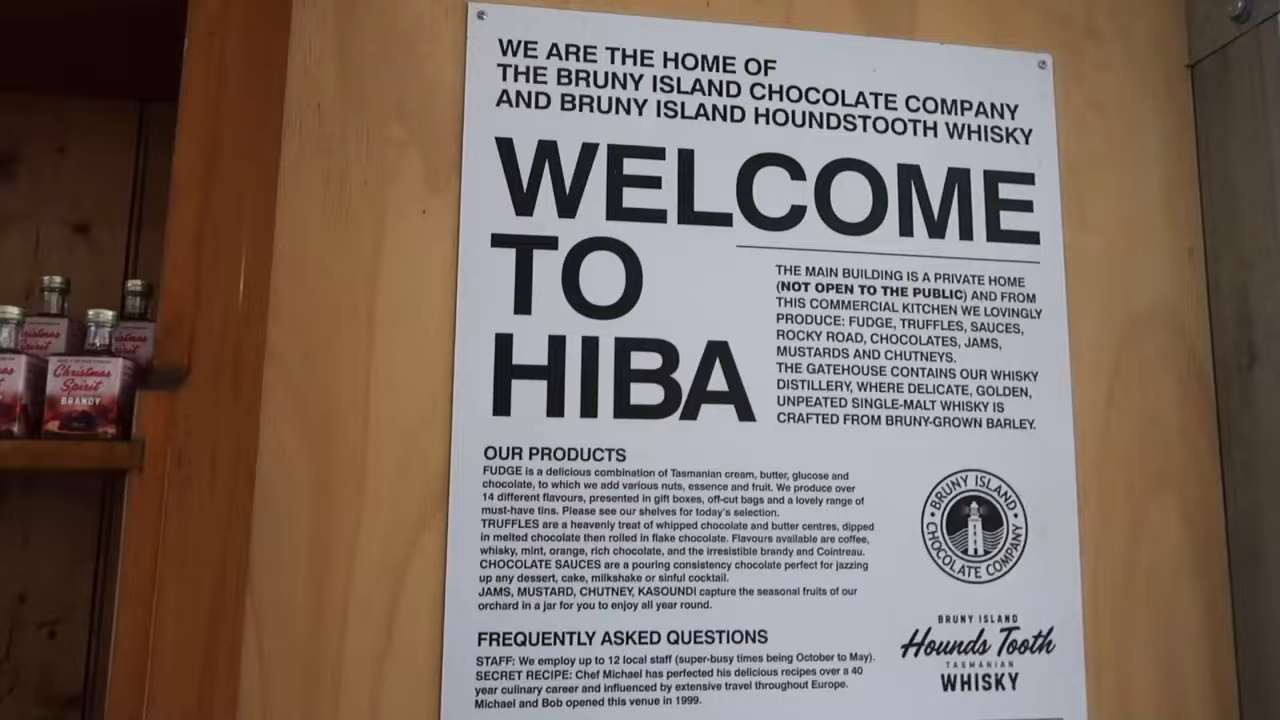 WE ARE THE HOME OF
THE BRUNY ISLAND CHOCOLATE COMPANY
AND BRUNY ISLAND HOUNDSTOOTH WHISKY
WELCOME
TO
HIBA
THE MAIN BUILDING IS A PRIVATE HOME
(NOT OPEN TO THE PUBLIC) AND FROM
THIS COMMERCIAL KITCHEN WE LOVINGLY
PRODUCE: FUDGE, TRUFFLES, SAUCES,
ROCKY ROAD, CHOCOLATES, JAMS,
MUSTARDS AND CHUTNEYS.
THE GATEHOUSE CONTAINS OUR WHISKY
DISTILLERY, WHERE DELICATE, GOLDEN,
UNPEATED SINGLE-MALT WHISKY IS
CRAFTED FROM BRUNY-GROWN BARLEY.
OUR PRODUCTS
FUDGE is a delicious combination of Tasmanian cream, butter, glucose and
chocolate, to which we add various nuts, essence and fruit. We produce over
14 different flavours, presented in gift boxes, off-cut bags and a lovely range of
must-have tins. Please see our shelves for today's selection.
TRUFFLES are a heavenly treat of whipped chocolate and butter centres, dipped
in melted chocolate then rolled in flake chocolate. Flavours available are coffee,
whisky, mint, orange, rich chocolate, and the irresistible brandy and Cointreau.
CHOCOLATE SAUCES are a pouring consistency chocolate perfect for jazzing
up any dessert, cake, milkshake or sinful cocktail.
JAMS, MUSTARD, CHUTNEY, KASOUNDI capture the seasonal fruits of our
orchard in a jar for you to enjoy all year round.
FREQUENTLY ASKED QUESTIONS
STAFF: We employ up to 12 local staff (super-busy times being October to May).
SECRET RECIPE: Chef Michael has perfected his delicious recipes over a 40
year culinary career and influenced by extensive travel throughout Europe.
Michael and Bob opened this venue in 1999.
BRUNY ISLAND
CHOCOLATE COMPANY
BRUNY ISLAND
Hounds Tooth
TASMANIAN
WHISKY
Christmas
Spirit
BRANDY